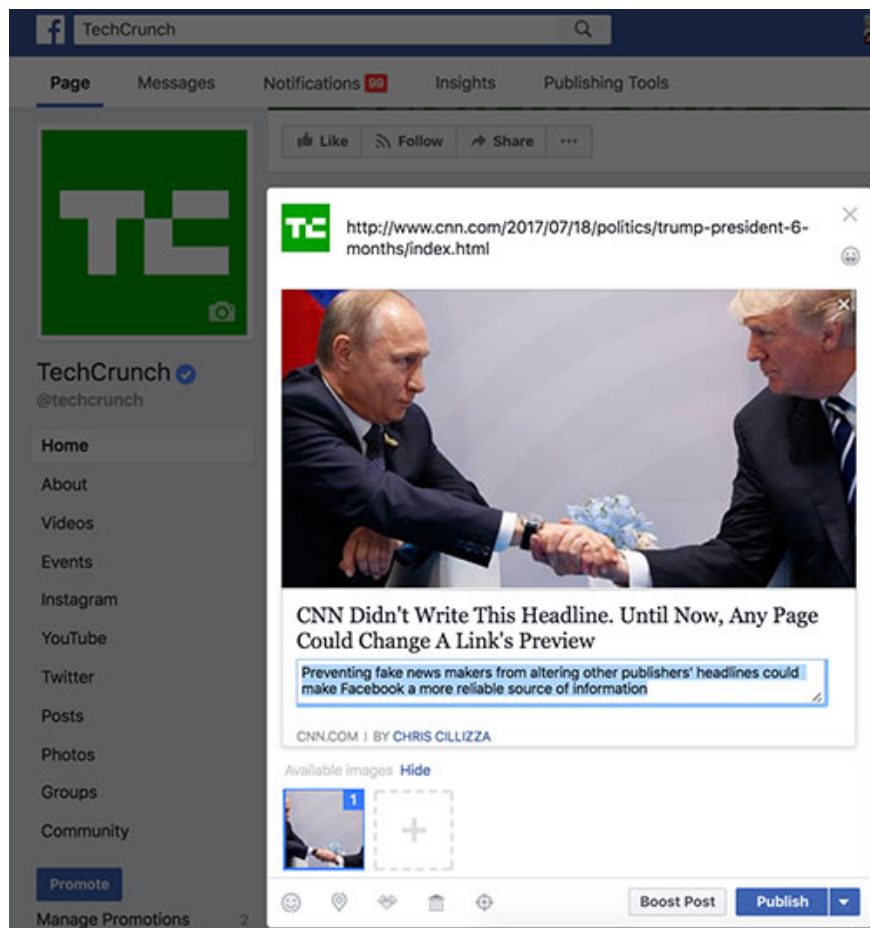 TechCrunch
Page Messages Notifications 99 Insights Publishing Tools
Like Follow Share ...
TC
TechCrunch
@techcrunch
Home
About
Videos
Events
Instagram
YouTube
Twitter
Posts
Photos
Groups
Community
Promote
Manage Promotions 2
TC
http://www.cnn.com/2017/07/18/politics/trump-president-6-
months/index.html
CNN Didn't Write This Headline. Until Now, Any Page
Could Change A Link's Preview
Preventing fake news makers from altering other publishers' headlines could
make Facebook a more reliable source of information
CNN.COM | BY CHRIS CILLIZZA
Available images Hide
1
Boost Post Publish